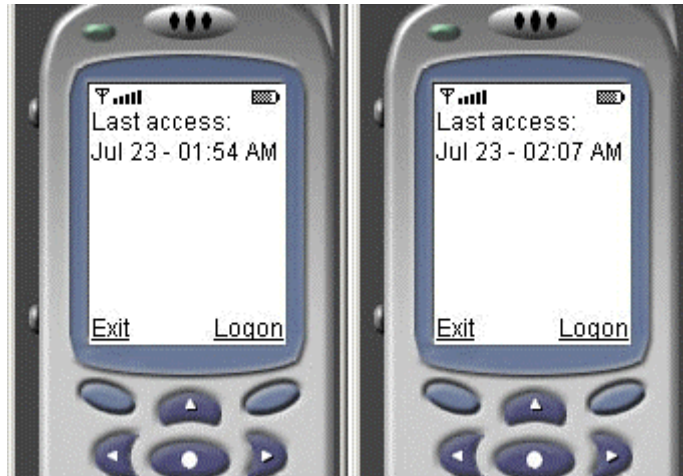 Last access:
Jul 23 - 01:54 AM
Exit Logon
Last access:
Jul 23 - 02:07 AM
Exit Logon